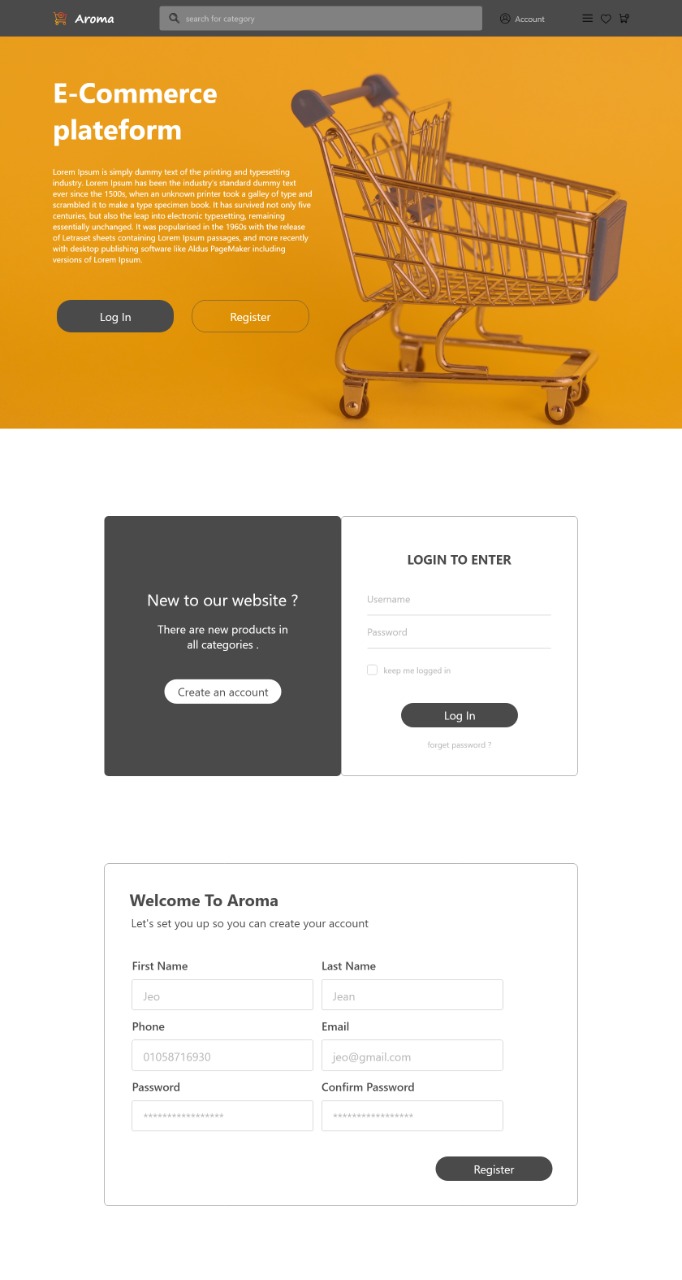 Aroma
search for category
Account
E-Commerce
plateform
Lorem Ipsum is simply dummy text of the printing and typesetting
industry. Lorem Ipsum has been the industry's standard dummy text
ever since the 1500s, when an unknown printer took a galley of type and
scrambled it to make a type specimen book. It has survived not only five
centuries, but also the leap into electronic typesetting, remaining
essentially unchanged. It was popularised in the 1960s with the release
of Letraset sheets containing Lorem Ipsum passages, and more recently
with desktop publishing software like Aldus PageMaker including
versions of Lorem Ipsum.
Log In
Register
New to our website ?
There are new products in
all categories .
Create an account
LOGIN TO ENTER
Username
Password
keep me logged in
Log In
forget password ?
Welcome To Aroma
Let's set you up so you can create your account
First Name
Last Name
Jeo
Jean
Phone
Email
01058716930
jeo@gmail.com
Password
Confirm Password
*****************
*****************
Register